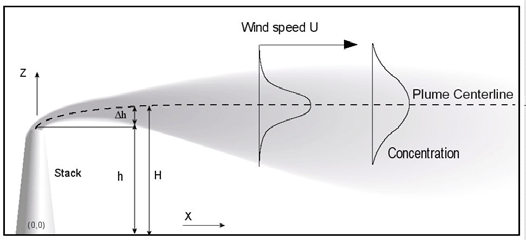 Wind speed U
Z
Δh
Plume Centerline
Concentration
Stack
h
H
X
(0,0)